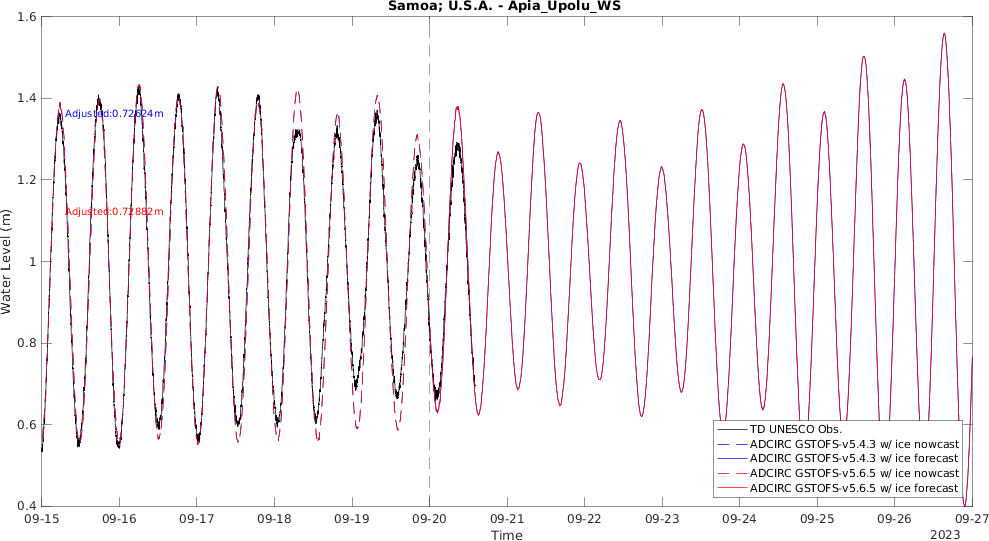 Samoa; U.S.A. - Apia_Upolu_WS
1.6
1.4
1.2
1
0.8
0.6
0.4
Water Level (m)
Adjusted:0.72624m
Adjusted:0.72882m
TD UNESCO Obs.
ADCIRC GSTOFS-v5.4.3 w/ ice nowcast
ADCIRC GSTOFS-v5.4.3 w/ ice forecast
ADCIRC GSTOFS-v5.6.5 w/ ice nowcast
ADCIRC GSTOFS-v5.6.5 w/ ice forecast
09-15 09-16 09-17 09-18 09-19 09-20 09-21 09-22 09-23 09-24 09-25 09-26 09-27
Time
2023